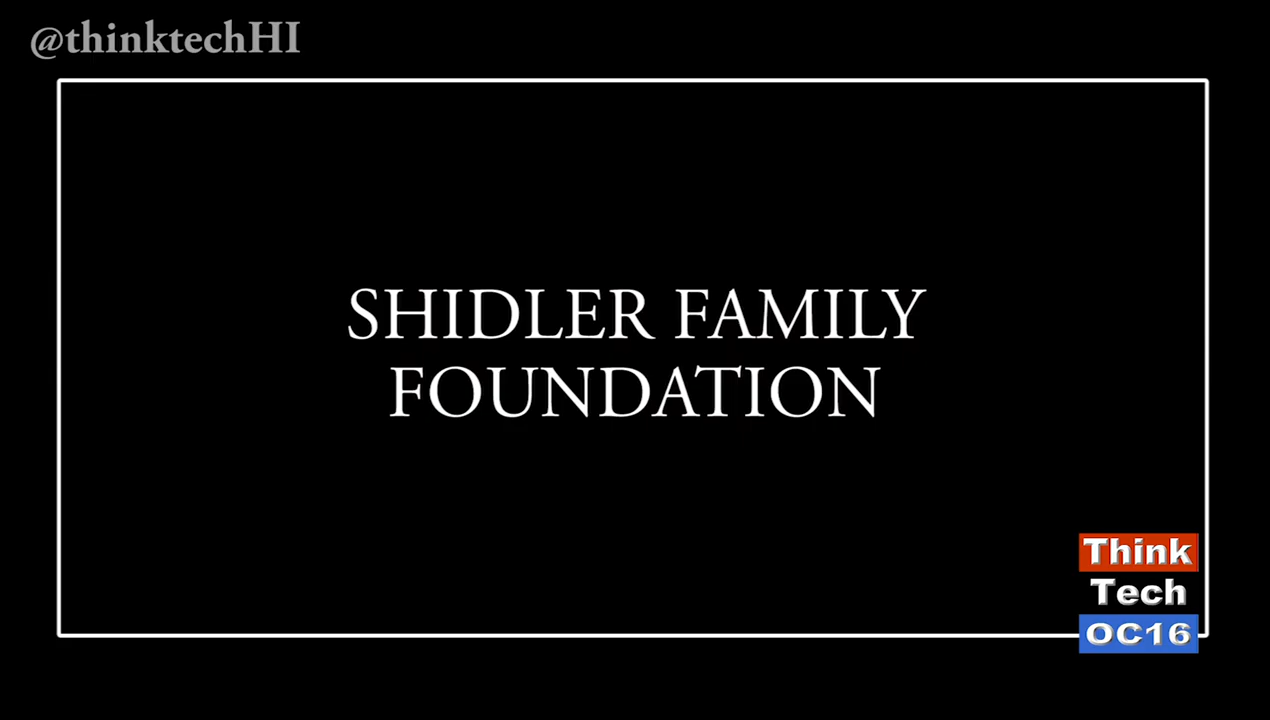 @thinktechHI
SHIDLER FAMILY
FOUNDATION
Think
Tech
OC16